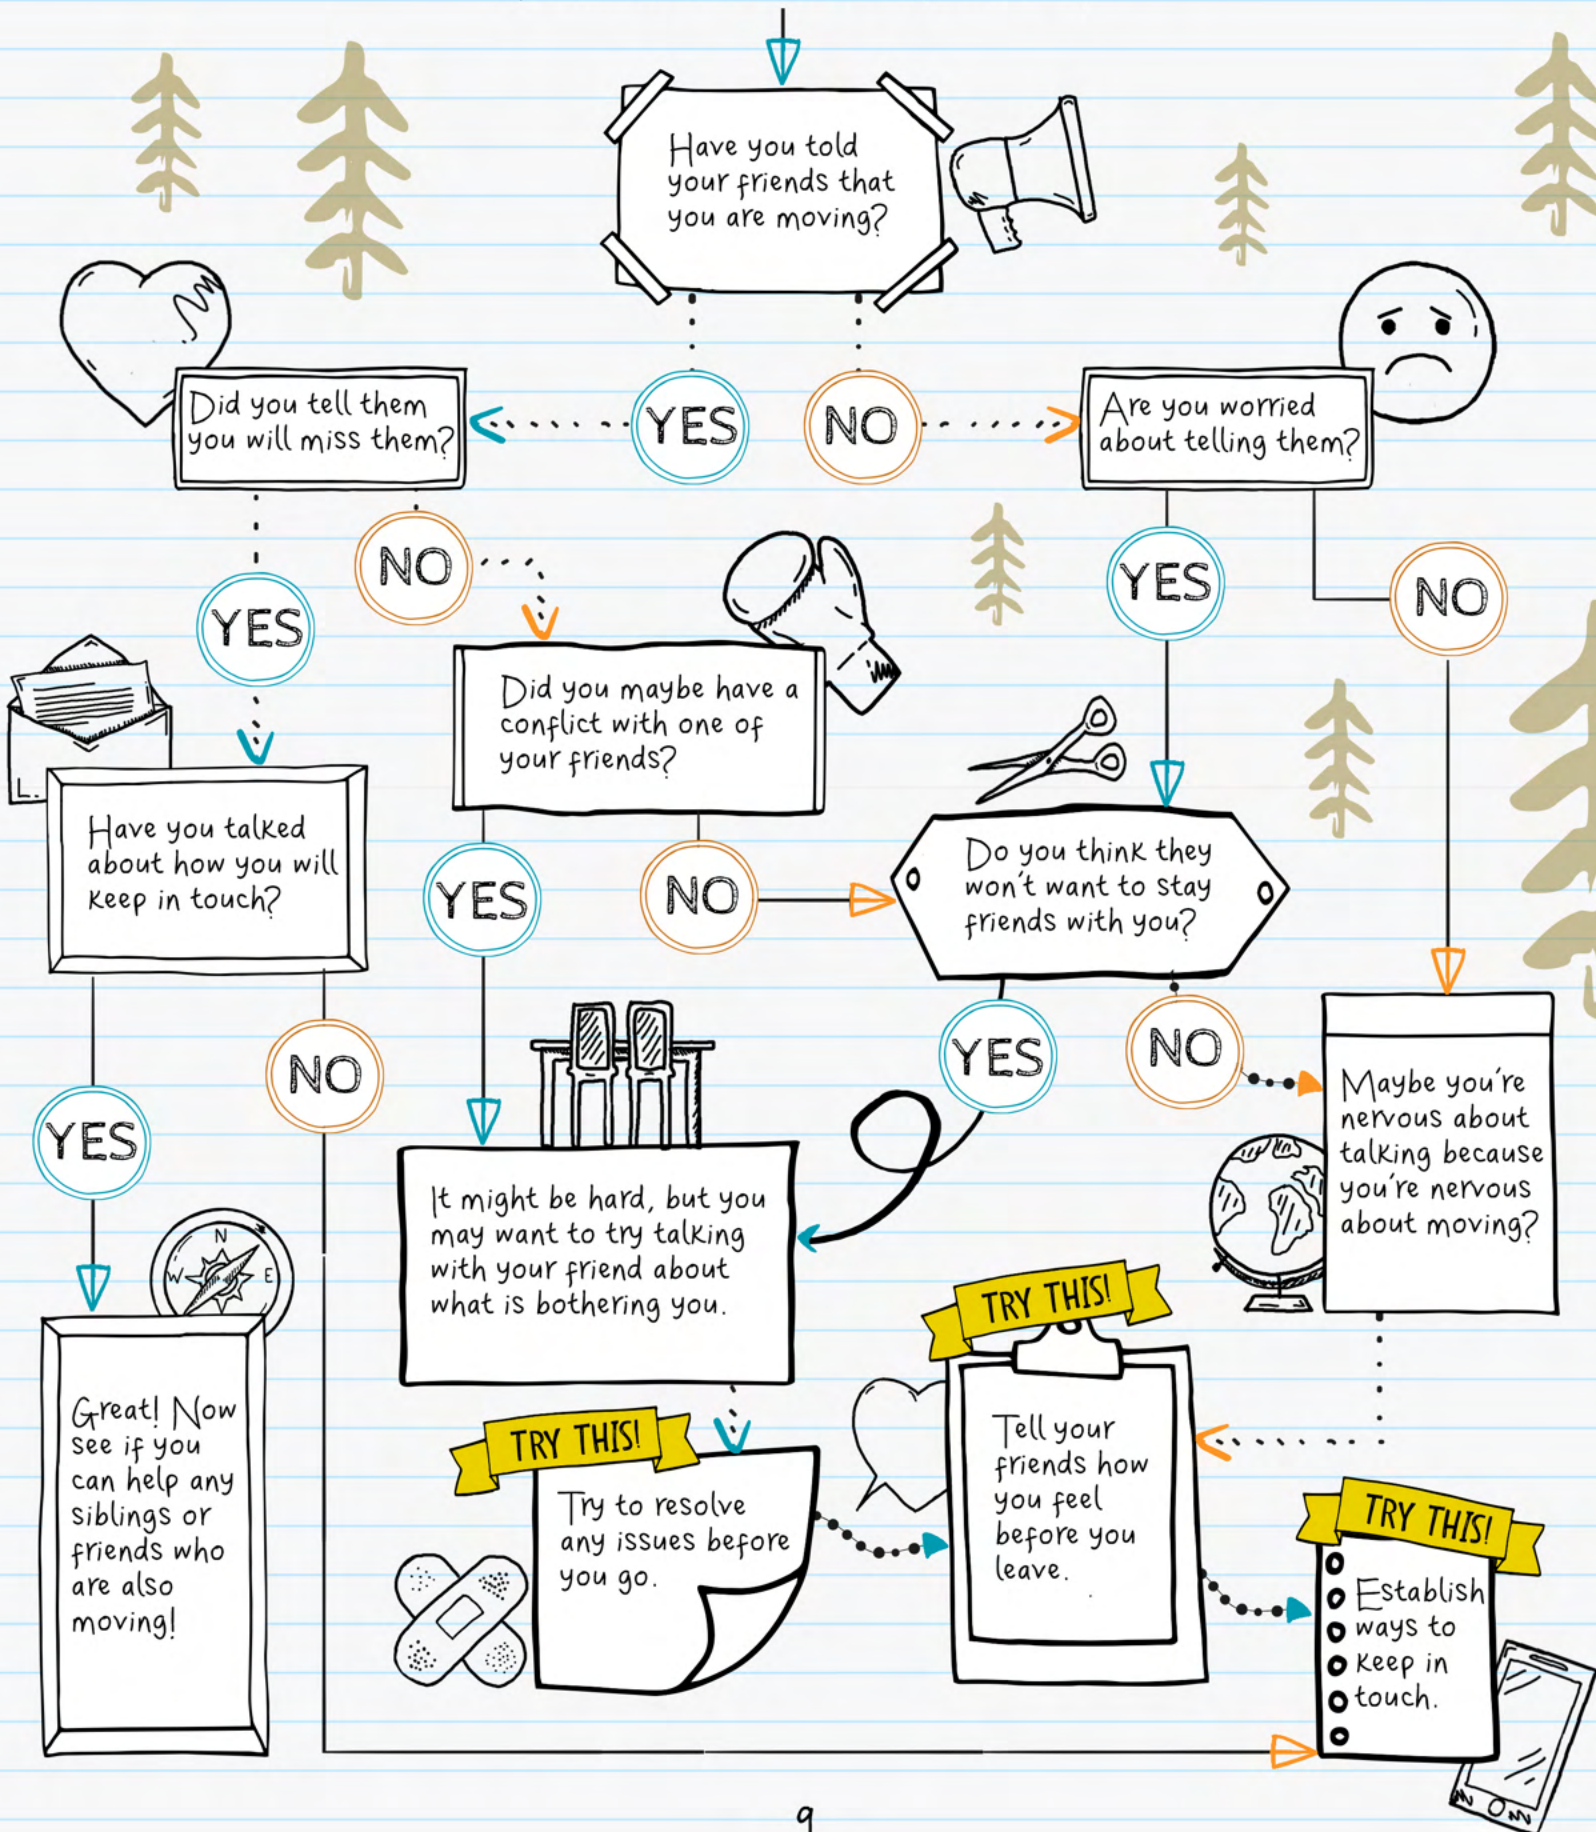 Have you told
your friends that
you are moving?
YES
NO
Did you tell them
you will miss them?
Are you worried
about telling them?
NO
YES
YES
NO
Did you maybe have a
conflict with one of
your friends?
Have you talked
about how you will
keep in touch?
YES
NO
Do you think they
won't want to stay
friends with you?
YES
NO
YES
NO
Maybe you're
nervous about
talking because
you're nervous
about moving?
It might be hard, but you
may want to try talking
with your friend about
what is bothering you.
N
W
E
Great! Now
see if you
can help any
siblings or
friends who
are also
moving!
TRY THIS!
Try to resolve
any issues before
you go.
TRY THIS!
Tell your
friends how
you feel
before you
leave.
TRY THIS!
Establish
ways to
keep in
touch.
9